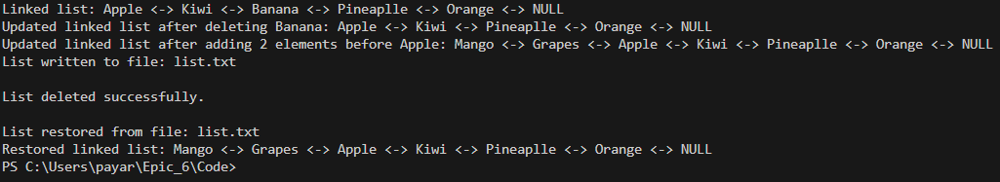 Linked list: Apple <-> Kiwi <-> Banana <-> Pineaplle <-> Orange <-> NULL
Updated linked list after deleting Banana: Apple <-> Kiwi <-> Pineaplle <-> Orange <-> NULL
Updated linked list after adding 2 elements before Apple: Mango <-> Grapes <-> Apple <-> Kiwi <-> Pineaplle <-> Orange <-> NULL
List written to file: list.txt
List deleted successfully.
List restored from file: list.txt
Restored linked list: Mango <-> Grapes <-> Apple <-> Kiwi <-> Pineaplle <-> Orange <-> NULL
PS C:\Users\payar\Epic_6\Code>